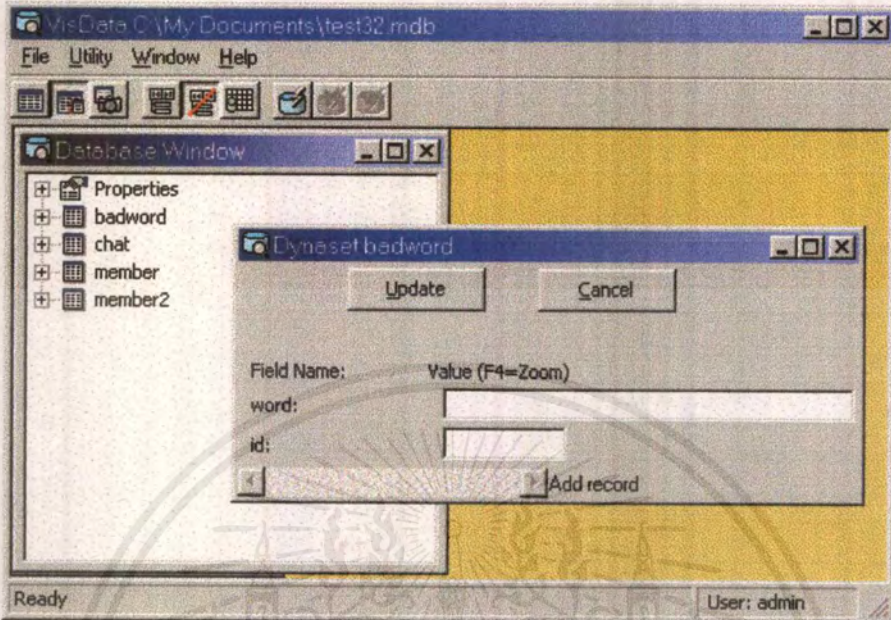 VisData:C:\My Documents\test32.mdb
File Utility Window Help
Database Window
Properties
badword
chat
member
member2
Dynaset badword
Update Cancel
Field Name: Value (F4=Zoom)
word:
id:
Add record
Ready User: admin